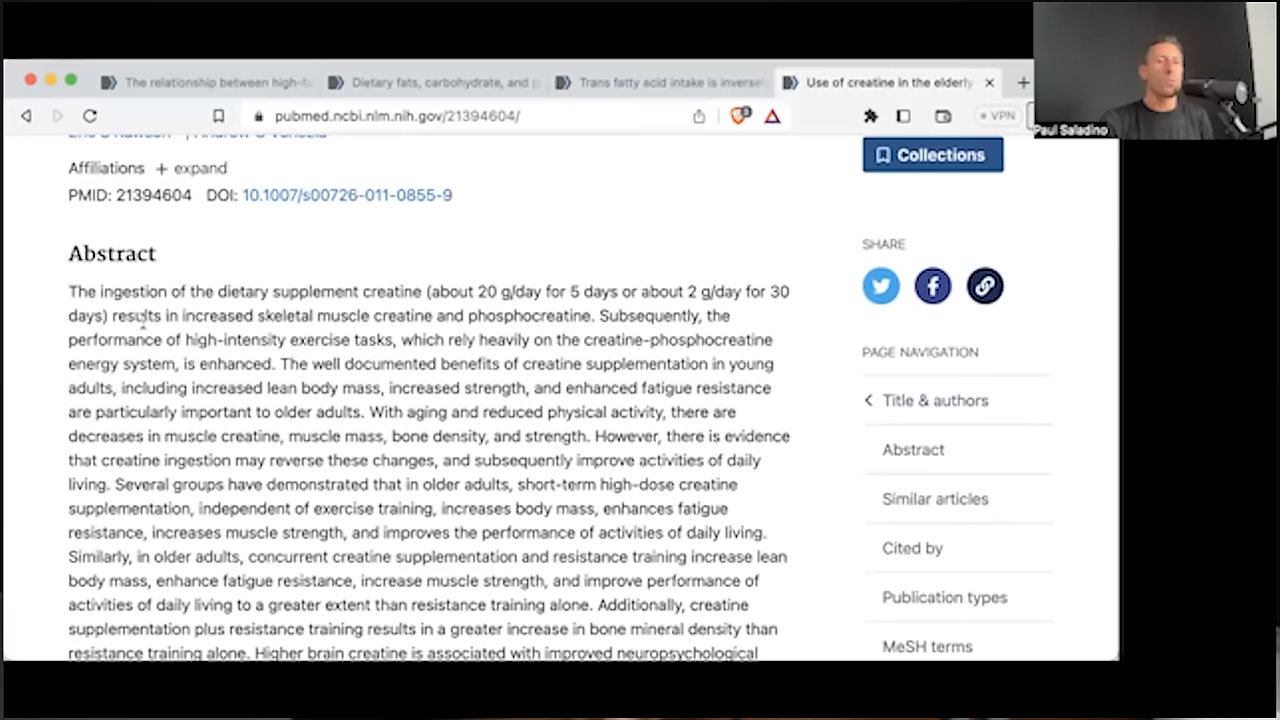 The relationship between high-fa
Dietary fats, carbohydrate, and p
Trans fatty acid intake is inversel
Use of creatine in the elderly
pubmed.ncbi.nlm.nih.gov/21394604/
VPN
Paul Saladino
Affiliations + expand
PMID: 21394604 DOI: 10.1007/s00726-011-0855-9
Collections
Abstract
The ingestion of the dietary supplement creatine (about 20 g/day for 5 days or about 2 g/day for 30
days) results in increased skeletal muscle creatine and phosphocreatine. Subsequently, the
performance of high-intensity exercise tasks, which rely heavily on the creatine-phosphocreatine
energy system, is enhanced. The well documented benefits of creatine supplementation in young
adults, including increased lean body mass, increased strength, and enhanced fatigue resistance
are particularly important to older adults. With aging and reduced physical activity, there are
decreases in muscle creatine, muscle mass, bone density, and strength. However, there is evidence
that creatine ingestion may reverse these changes, and subsequently improve activities of daily
living. Several groups have demonstrated that in older adults, short-term high-dose creatine
supplementation, independent of exercise training, increases body mass, enhances fatigue
resistance, increases muscle strength, and improves the performance of activities of daily living.
Similarly, in older adults, concurrent creatine supplementation and resistance training increase lean
body mass, enhance fatigue resistance, increase muscle strength, and improve performance of
activities of daily living to a greater extent than resistance training alone. Additionally, creatine
supplementation plus resistance training results in a greater increase in bone mineral density than
resistance training alone. Higher brain creatine is associated with improved neuropsychological
SHARE
PAGE NAVIGATION
Title & authors
Abstract
Similar articles
Cited by
Publication types
MeSH terms